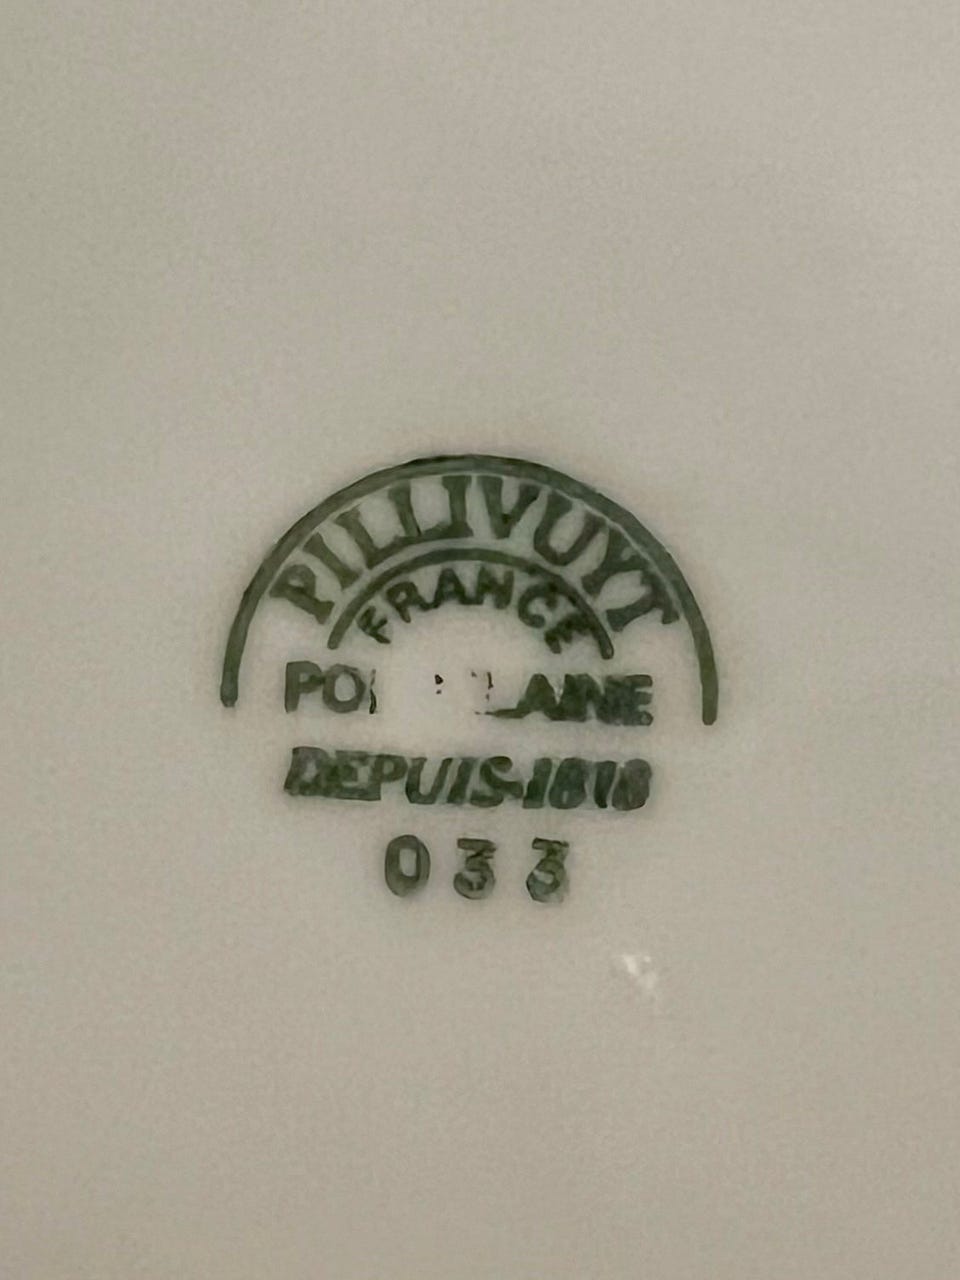 PILLIVUYT
FRANCE
DEPUIS 1818
033